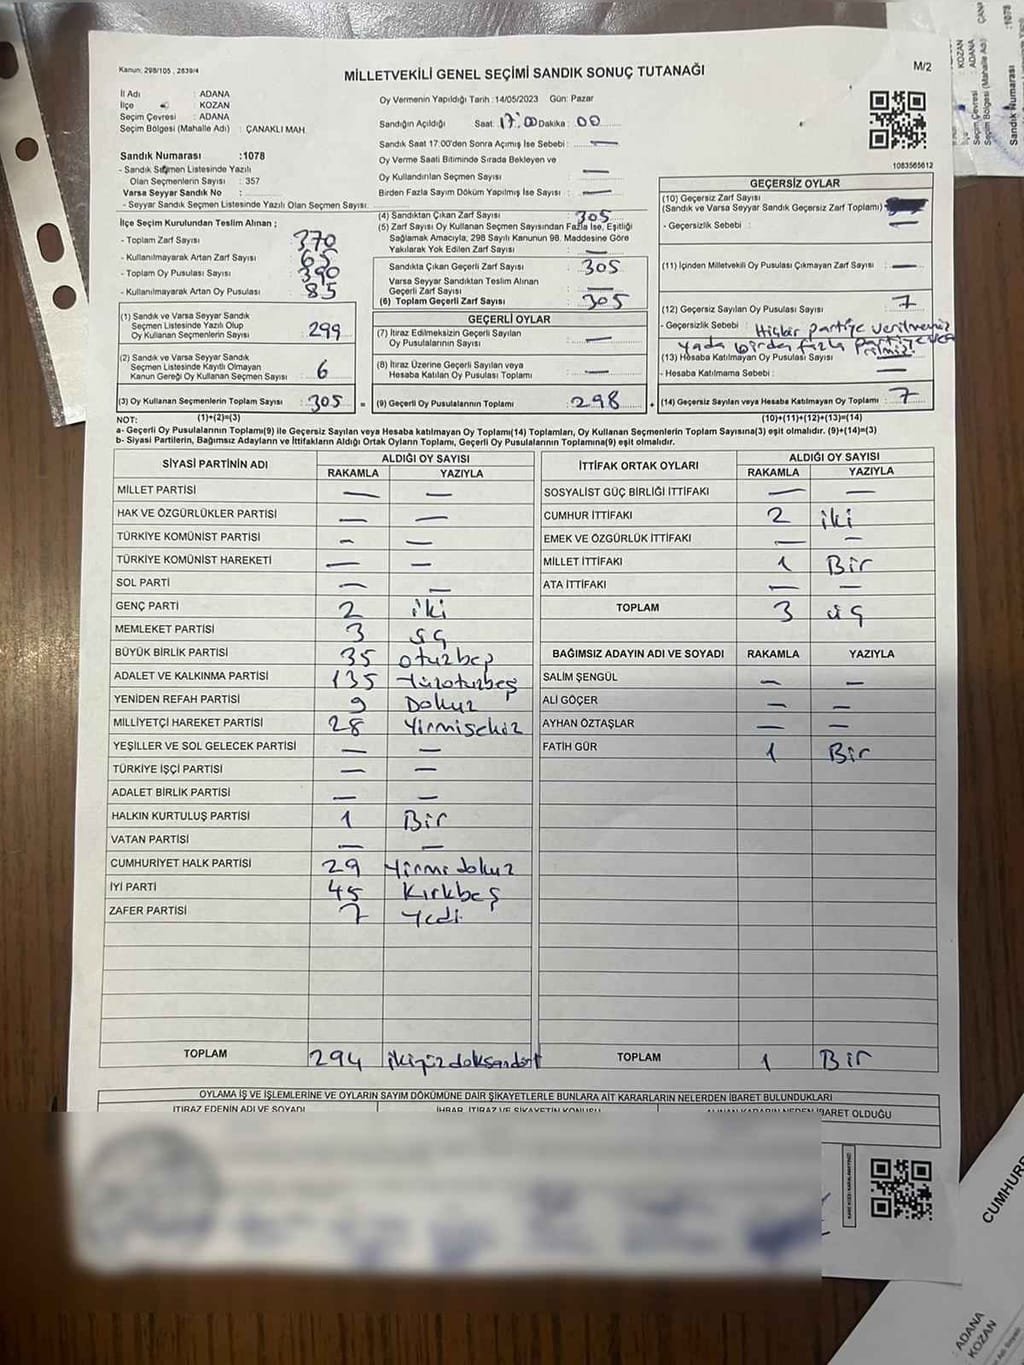 Kanun: 298/105 , 2839/4
MİLLETVEKİLİ GENEL SEÇİMİ SANDIK SONUÇ TUTANAĞI
M/2
İl Adı : ADANA
İlçe : KOZAN
Seçim Çevresi : ADANA
Seçim Bölgesi (Mahalle Adı) : ÇANAKLI MAH.
Sandık Numarası :1078
- Sandık Seçmen Listesinde Yazılı
Olan Seçmenlerin Sayısı : 357
Varsa Seyyar Sandık No :
- Seyyar Sandık Seçmen Listesinde Yazılı Olan Seçmen Sayısı:
Oy Vermenin Yapıldığı Tarih :14/05/2023 Gün: Pazar
Sandığın Açıldığı Saat: 17:00 Dakika : 00
Sandık Saat 17:00'den Sonra Açımış İse Sebebi : —
Oy Verme Saati Bitiminde Sırada Bekleyen ve
Oy Kullandırılan Seçmen Sayısı : —
Birden Fazla Sayım Döküm Yapılmış İse Sayısı : —
1083565612
İlçe Seçim Kurulundan Teslim Alınan ;
- Toplam Zarf Sayısı : 370
- Kullanılmayarak Artan Zarf Sayısı : 65
- Toplam Oy Pusulası Sayısı : 390
- Kullanılmayarak Artan Oy Pusulası : 85
(1) Sandık ve Varsa Seyyar Sandık
Seçmen Listesinde Yazılı Olup
Oy Kullanan Seçmenlerin Sayısı : 299
(2) Sandık ve Varsa Seyyar Sandık
Seçmen Listesinde Kayıtlı Olmayan
Kanun Gereği Oy Kullanan Seçmen Sayısı : 6
(3) Oy Kullanan Seçmenlerin Toplam Sayısı : 305
(1)+(2)=(3)
(4) Sandıktan Çıkan Zarf Sayısı : 305
(5) Zarf Sayısı Oy Kullanan Seçmen Sayısından Fazla İse, Eşitliği
Sağlamak Amacıyla, 298 Sayılı Kanunun 98. Maddesine Göre
Yakılarak Yok Edilen Zarf Sayısı : —
Sandıkta Çıkan Geçerli Zarf Sayısı : 305
Varsa Seyyar Sandıktan Teslim Alınan
Geçerli Zarf Sayısı : —
(6) Toplam Geçerli Zarf Sayısı : 305
GEÇERLİ OYLAR
(7) İtiraz Edilmeksizin Geçerli Sayılan
Oy Pusulalarının Sayısı : —
(8) İtiraz Üzerine Geçerli Sayılan veya
Hesaba Katılan Oy Pusulası Toplamı : —
= (9) Geçerli Oy Pusulalarının Toplamı : 298
GEÇERSİZ OYLAR
(10) Geçersiz Zarf Sayısı
(Sandık ve Varsa Seyyar Sandık Geçersiz Zarf Toplamı) :
- Geçersizlik Sebebi : —
(11) İçinden Milletvekili Oy Pusulası Çıkmayan Zarf Sayısı : —
(12) Geçersiz Sayılan Oy Pusulası Sayısı : 7
- Geçersizlik Sebebi : Hiçbir partiye verilmemiş
yada birden fazla partiye verilmiş.
(13) Hesaba Katılmayan Oy Pusulası Sayısı : —
- Hesaba Katılmama Sebebi : —
+ (14) Geçersiz Sayılan veya Hesaba Katılmayan Oy Toplamı : 7
(10)+(11)+(12)+(13)=(14)
NOT:
a- Geçerli Oy Pusulalarının Toplamı(9) ile Geçersiz Sayılan veya Hesaba katılmayan Oy Toplamı(14) Toplamları, Oy Kullanan Seçmenlerin Toplam Sayısına(3) eşit olmalıdır. (9)+(14)=(3)
b- Siyasi Partilerin, Bağımsız Adayların ve İttifakların Aldığı Ortak Oyların Toplamı, Geçerli Oy Pusulalarının Toplamına(9) eşit olmalıdır.
SİYASİ PARTİNİN ADI ALDIĞI OY SAYISI
RAKAMLA YAZIYLA
MİLLET PARTİSİ — —
HAK VE ÖZGÜRLÜKLER PARTİSİ — —
TÜRKİYE KOMÜNİST PARTİSİ — —
TÜRKİYE KOMÜNİST HAREKETİ — —
SOL PARTİ — —
GENÇ PARTİ 2 iki
MEMLEKET PARTİSİ 3 üç
BÜYÜK BİRLİK PARTİSİ 35 otuzbeş
ADALET VE KALKINMA PARTİSİ 135 Yüzotuzbeş
YENİDEN REFAH PARTİSİ 9 Dokuz
MİLLİYETÇİ HAREKET PARTİSİ 28 Yirmisekiz
YEŞİLLER VE SOL GELECEK PARTİSİ — —
TÜRKİYE İŞÇİ PARTİSİ — —
ADALET BİRLİK PARTİSİ — —
HALKIN KURTULUŞ PARTİSİ 1 Bir
VATAN PARTİSİ — —
CUMHURİYET HALK PARTİSİ 29 Yirmidokuz
İYİ PARTİ 45 Kırkbeş
ZAFER PARTİSİ 7 Yedi
TOPLAM 294 ikiyüzdoksandört
İTTİFAK ORTAK OYLARI ALDIĞI OY SAYISI
RAKAMLA YAZIYLA
SOSYALİST GÜÇ BİRLİĞİ İTTİFAKI — —
CUMHUR İTTİFAKI 2 iki
EMEK VE ÖZGÜRLÜK İTTİFAKI — —
MİLLET İTTİFAKI 1 Bir
ATA İTTİFAKI — —
TOPLAM 3 üç
BAĞIMSIZ ADAYIN ADI VE SOYADI RAKAMLA YAZIYLA
SALİM ŞENGÜL — —
ALİ GÖÇER — —
AYHAN ÖZTAŞLAR — —
FATİH GÜR 1 Bir
TOPLAM 1 Bir
OYLAMA İŞ VE İŞLEMLERİNE VE OYLARIN SAYIM DÖKÜMÜNE DAİR ŞİKAYETLERLE BUNLARA AİT KARARLARIN NELERDEN İBARET BULUNDUKLARI
İTİRAZ EDENİN ADI VE SOYADI İHBAR, İTİRAZ VE ŞİKAYETİN KONUSU ALINAN KARARIN NEDEN İBARET OLDUĞU
: KOZAN
: ADANA
İlçe
Seçim Çevresi
Seçim Bölgesi (Mahalle Adı)
Sandık Numarası
:1078
CUMHUR
: ADANA
KOZAN